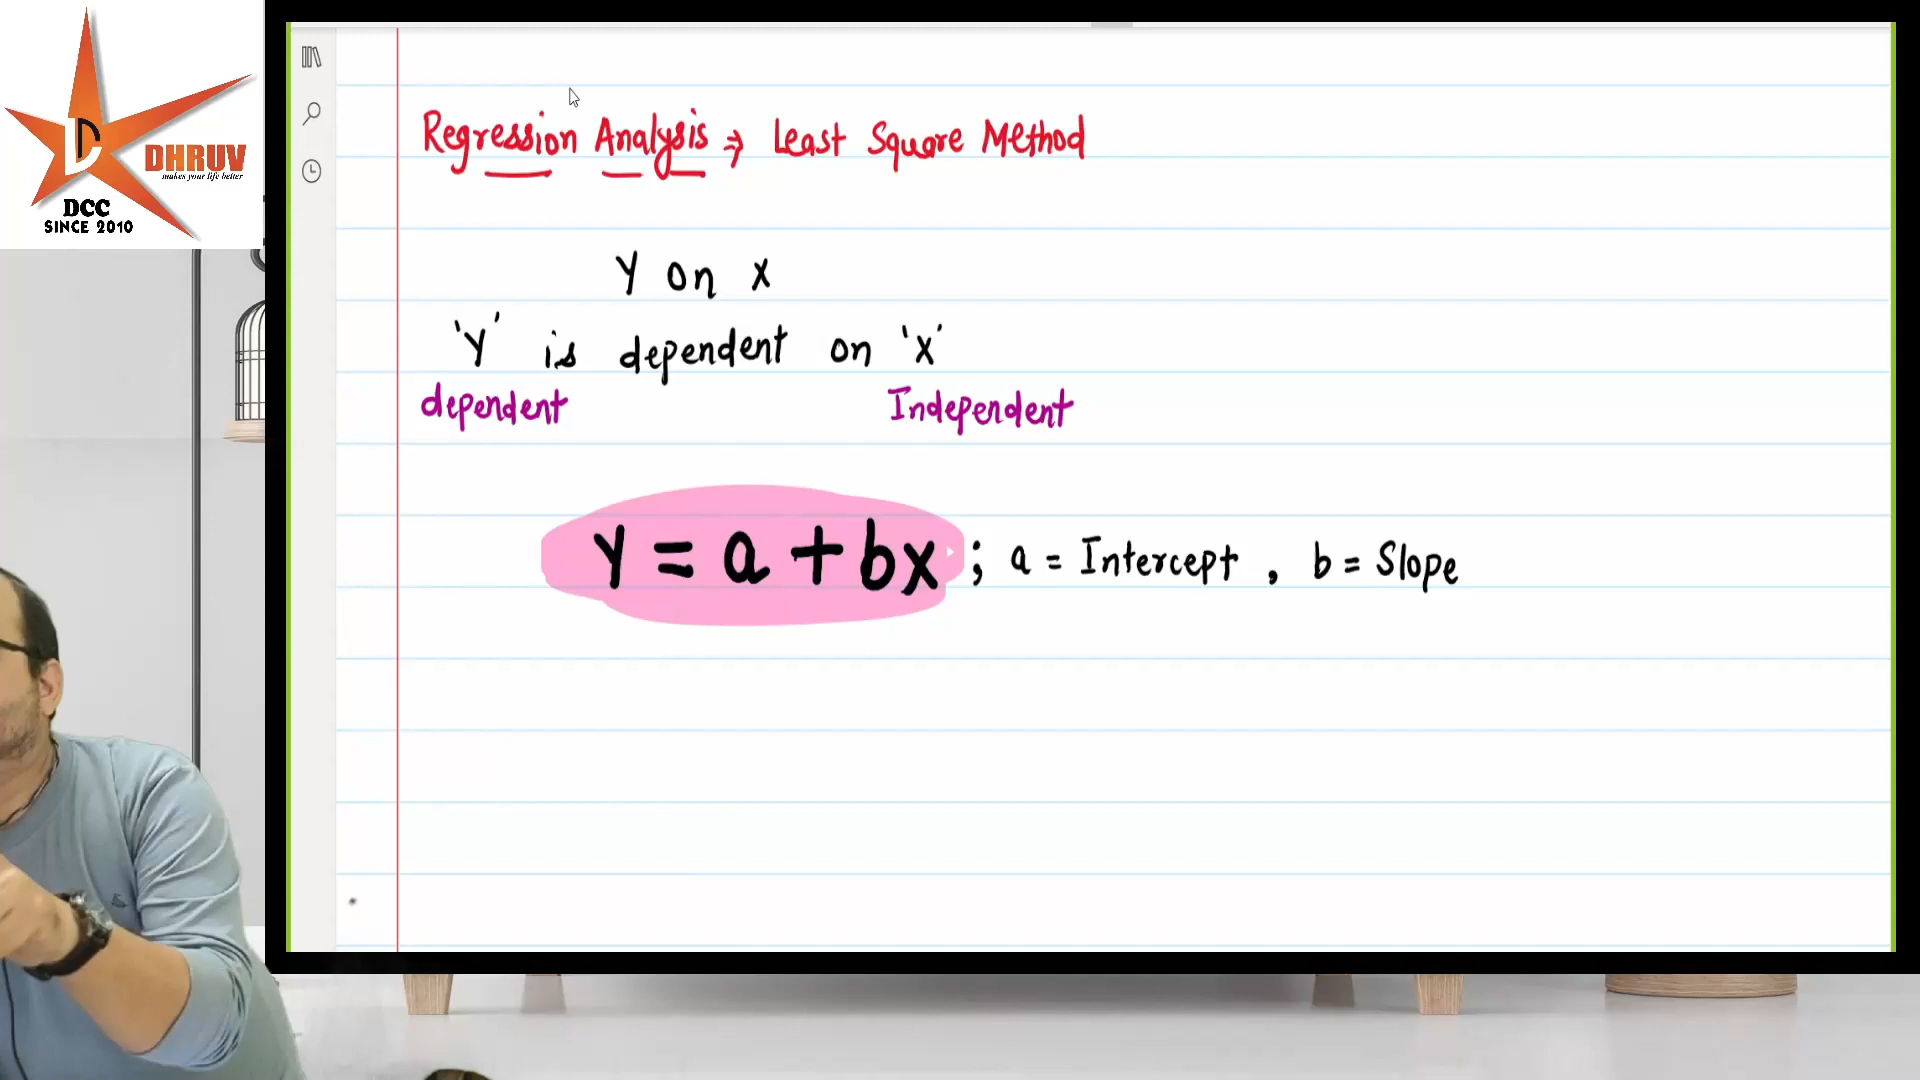 D
DHRUV
makes your life better
DCC
SINCE 2010
Regression Analysis ⇒ Least Square Method
Y on X
'Y' is dependent on 'X'
dependent Independent
Y = a + bx ; a = Intercept , b = Slope